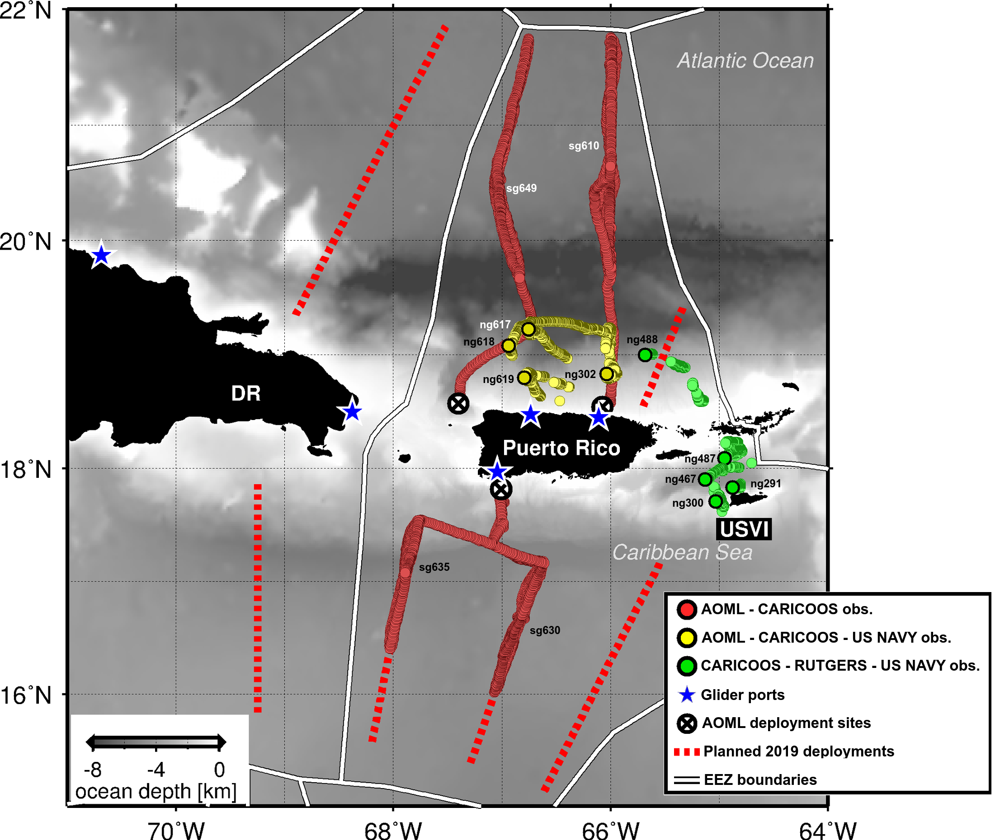 22°N
Atlantic Ocean
sg610
sg649
20°N
ng617
ng618
ng488
ng619
ng302
DR
Puerto Rico
18°N
ng487
ng467
ng291
ng300
USVI
Caribbean Sea
sg635
sg630
16°N
AOML - CARICOOS obs.
AOML - CARICOOS - US NAVY obs.
CARICOOS - RUTGERS - US NAVY obs.
Glider ports
AOML deployment sites
Planned 2019 deployments
EEZ boundaries
-8 -4 0
ocean depth [km]
70°W 68°W 66°W 64°W